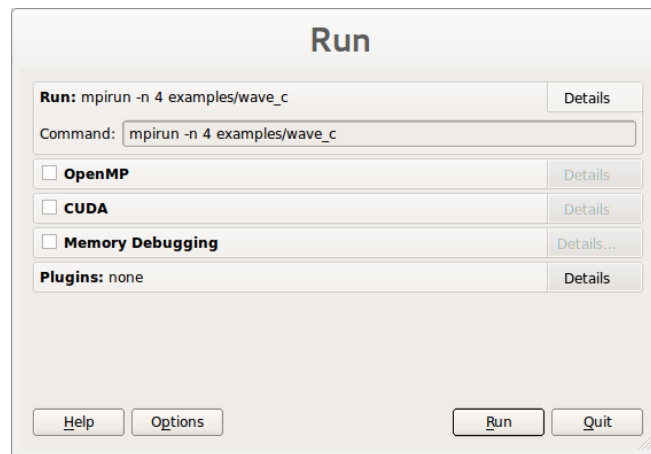 Run
Run: mpirun -n 4 examples/wave_c Details
Command: mpirun -n 4 examples/wave_c
OpenMP Details
CUDA Details
Memory Debugging Details...
Plugins: none Details
Help Options Run Quit